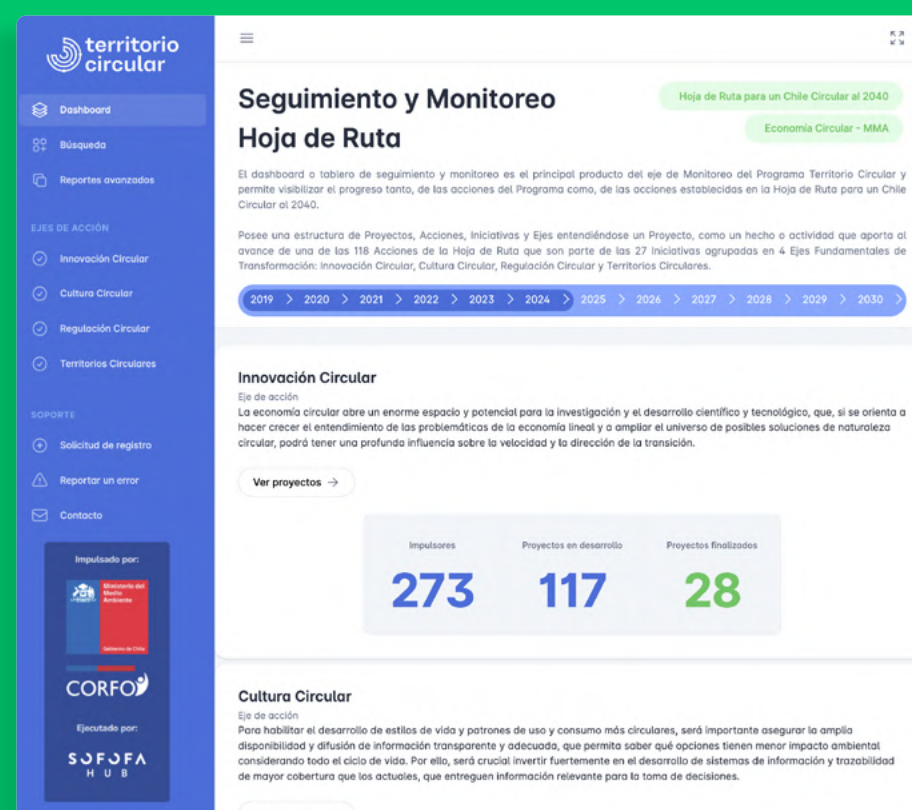 territorio
circular
Dashboard
Búsqueda
Reportes avanzados
EJES DE ACCIÓN
Innovación Circular
Cultura Circular
Regulación Circular
Territorios Circulares
SOPORTE
Solicitud de registro
Reportar un error
Contacto
Impulsado por:
Ministerio del
Medio
Ambiente
Gobierno de Chile
CORFO
Ejecutado por:
SOFOFA
HUB
Seguimiento y Monitoreo
Hoja de Ruta
Hoja de Ruta para un Chile Circular al 2040
Economía Circular - MMA
El dashboard o tablero de seguimiento y monitoreo es el principal producto del eje de Monitoreo del Programa Territorio Circular y
permite visibilizar el progreso tanto, de las acciones del Programa como, de las acciones establecidas en la Hoja de Ruta para un Chile
Circular al 2040.
Posee una estructura de Proyectos, Acciones, Iniciativas y Ejes entendiéndose un Proyecto, como un hecho o actividad que aporta al
avance de una de las 118 Acciones de la Hoja de Ruta que son parte de las 27 Iniciativas agrupadas en 4 Ejes Fundamentales de
Transformación: Innovación Circular, Cultura Circular, Regulación Circular y Territorios Circulares.
2019 > 2020 > 2021 > 2022 > 2023 > 2024 > 2025 > 2026 > 2027 > 2028 > 2029 > 2030 >
Innovación Circular
Eje de acción
La economía circular abre un enorme espacio y potencial para la investigación y el desarrollo científico y tecnológico, que, si se orienta a
hacer crecer el entendimiento de las problemáticas de la economía lineal y a ampliar el universo de posibles soluciones de naturaleza
circular, podrá tener una profunda influencia sobre la velocidad y la dirección de la transición.
Ver proyectos →
Impulsores
Proyectos en desarrollo
Proyectos finalizados
273
117
28
Cultura Circular
Eje de acción
Para habilitar el desarrollo de estilos de vida y patrones de uso y consumo más circulares, será importante asegurar la amplia
disponibilidad y difusión de información transparente y adecuada, que permita saber qué opciones tienen menor impacto ambiental
considerando todo el ciclo de vida. Por ello, será crucial invertir fuertemente en el desarrollo de sistemas de información y trazabilidad
de mayor cobertura que los actuales, que entreguen información relevante para la toma de decisiones.